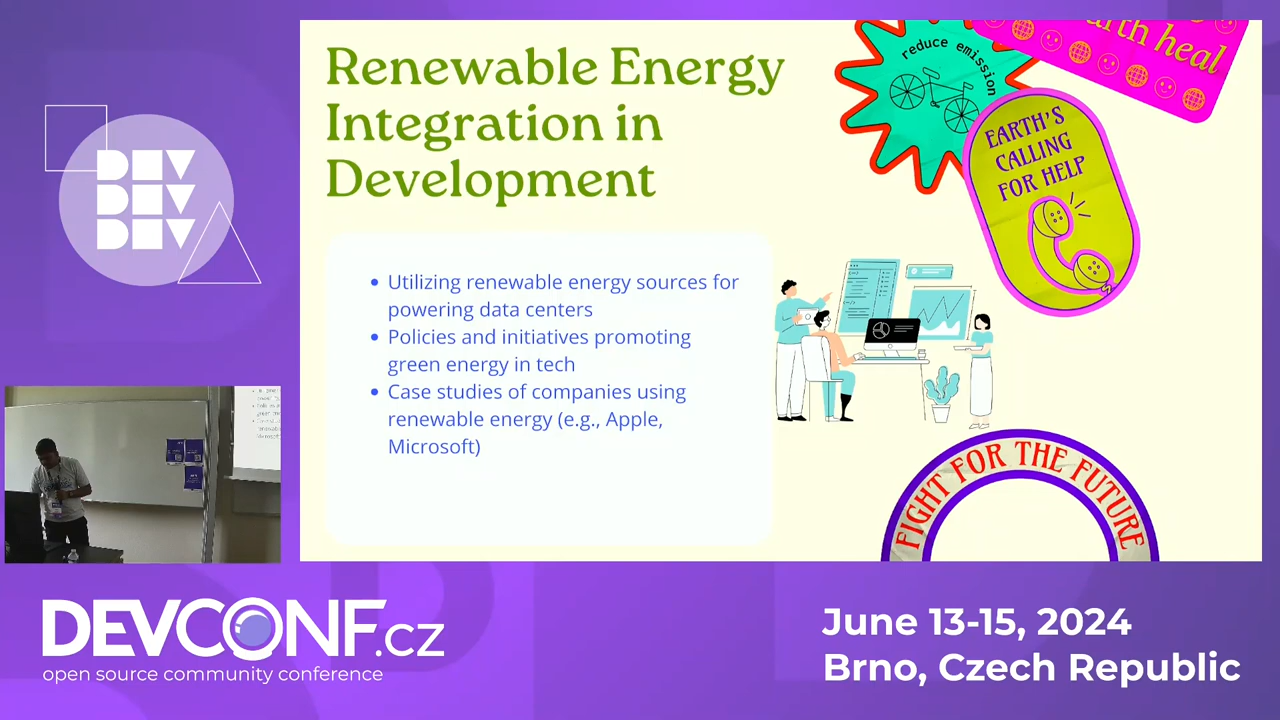 DEV
DEV
DEV
Renewable Energy
Integration in
Development
Utilizing renewable energy sources for
powering data centers
Policies and initiatives promoting
green energy in tech
Case studies of companies using
renewable energy (e.g., Apple,
Microsoft)
reduce emission
heal
EARTH'S
CALLING
FOR HELP
FIGHT FOR THE FUTURE
DEVCONF.cz
open source community conference
June 13-15, 2024
Brno, Czech Republic